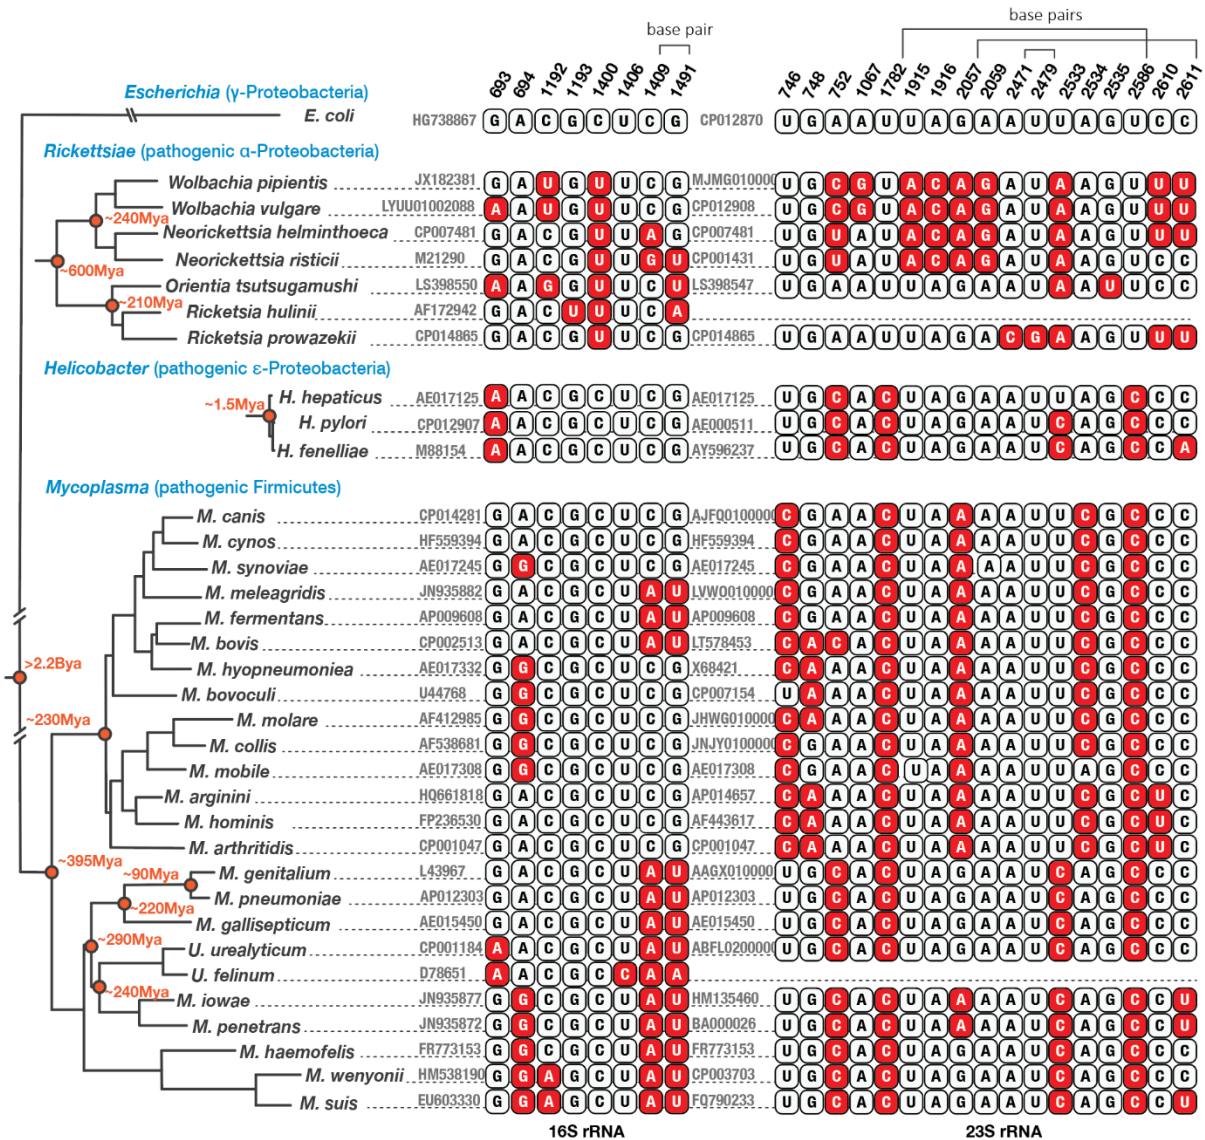 base pair
base pairs
693 694 1192 1193 1400 1406 1409 1491
746 748 752 1067 1782 1915 1916 2057 2059 2471 2479 2533 2534 2535 2586 2610 2611
Escherichia (γ-Proteobacteria)
E. coli HG738867 G A C G C U C G CP012870 U G A A U U A G A A U U A G U C C
Rickettsiae (pathogenic α-Proteobacteria)
Wolbachia pipientis JX182381 G A U G U U C G MJMG010000 U G C G U A C A G A U A A G U U U
Wolbachia vulgare LYUU01002088 A A U G U U C G CP012908 U G C G U A C A G A U A A G U U U
~240Mya
Neorickettsia helminthoeca CP007481 G A C G U U A G CP007481 U G U A U A C A G A U A A G U U U
Neorickettsia risticii M21290 G A C G U U G U CP001431 U G U A U A C A G A U A A G U C C
~600Mya
Orientia tsutsugamushi LS398550 A A G G U U C U LS398547 U G A A U U A G A A U A A U U C C
~210Mya
Ricketsia hulinii AF172942 G A C U U U C A
Ricketsia prowazekii CP014865 G A C G U U C G CP014865 U G A A U U A G A C G A A G U U U
Helicobacter (pathogenic ε-Proteobacteria)
H. hepaticus AE017125 A A C G C U C G AE017125 U G C A C U A G A A U U A G C C C
~1.5Mya
H. pylori CP012907 A A C G C U C G AE000511 U G C A C U A G A A U C A G C C C
H. fenelliae M88154 A A C G C U C G AY596237 U G C A C U A G A A U C A G C C A
Mycoplasma (pathogenic Firmicutes)
M. canis CP014281 G A C G C U C G AJFQ0100000 C G A A C U A A A A U U C G C C C
M. cynos HF559394 G A C G C U C G HF559394 C G A A C U A A A A U U C G C C C
M. synoviae AE017245 G G C G C U C G AE017245 C G A A C U A A A A U U C G C C C
M. meleagridis JN935882 G A C G C U A U LVWO010000 C G A A C U A A A A U U C G C C C
M. fermentans AP009608 G A C G C U A U AP009608 C G A A C U A A A A U U C G C C C
M. bovis CP002513 G A C G C U A U LT578453 C A C A C U A A A A U U C G C C C
>2.2Bya
M. hyopneumoniea AE017332 G G C G C U C G X68421 C A A A C U A A A A U U C G C C C
M. bovoculi U44768 G G C G C U C G CP007154 U A A A C U A A A A U U C G C C C
~230Mya
M. molare AF412985 G G C G C U C G JHWG010000 C A A A C U A A A A U U C G C C C
M. collis AF538681 G G C G C U C G JNJY0100000 C G A A C U A A A A U U C G C C C
M. mobile AE017308 G G C G C U C G AE017308 C G A A C U A A A A U U A G C C C
M. arginini HQ661818 G A C G C U C G AP014657 C A A A C U A A A A U U C G C U C
M. hominis FP236530 G A C G C U C G AF443617 C A A A C U A A A A U U C G C U C
M. arthritidis CP001047 G A C G C U C G CP001047 C A A A C U A A A A U U C G C U C
~395Mya
~90Mya
M. genitalium L43967 G A C G C U A U AAGX010000 U G C A C U A G A A U C A G C C C
M. pneumoniae AP012303 G A C G C U A U AP012303 U G C A C U A G A A U C A G C C C
~220Mya
M. gallisepticum AE015450 G A C G C U A U AE015450 U G C A C U A G A A U C A G C C C
~290Mya
U. urealyticum CP001184 A A C G C U A U ABFL0200000 U G C A C U A G A A U C A G C C C
U. felinum D78651 A A C G C C A A
~240Mya
M. iowae JN935877 G G C G C U A U HM135460 U G C A C U A A A A U C A G C C U
M. penetrans JN935872 G G C G C U A U BA000026 U G C A C U A A A A U C A G C C U
M. haemofelis FR773153 G G C G C U A U FR773153 U G C A C U A G A A U C A G C C C
M. wenyonii HM538190 G G A G C U A U CP003703 U G C A C U A G A A U C A G C C C
M. suis EU603330 G G A G C U A U FQ790233 U G C A C U A G A A U C A G C C U
16S rRNA
23S rRNA